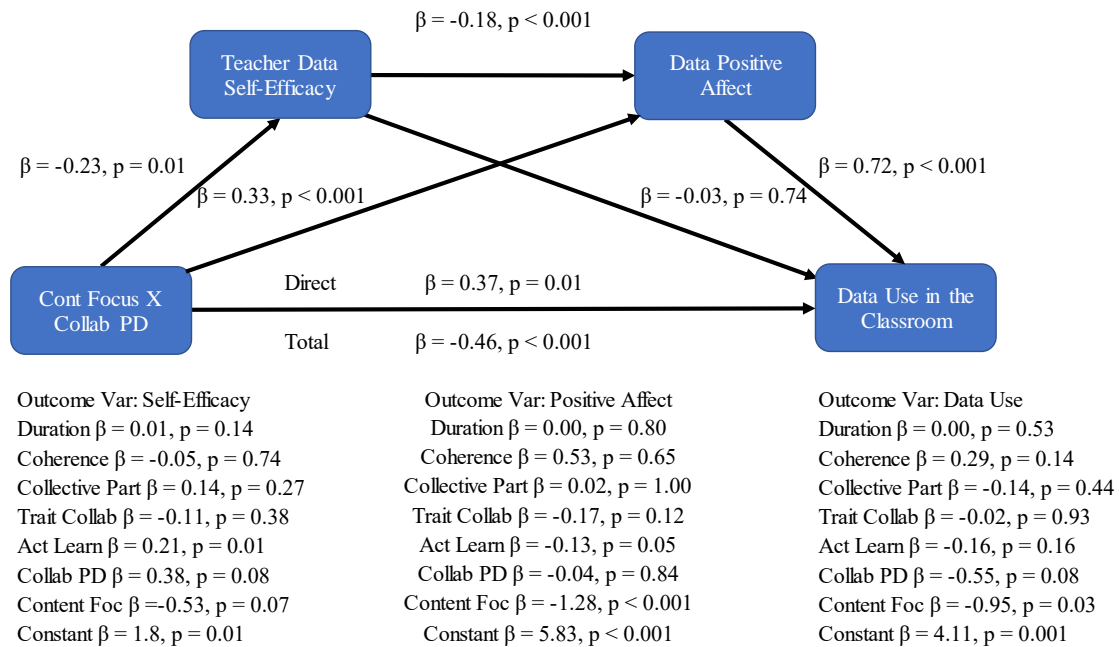 β = -0.18, p < 0.001
Teacher Data
Self-Efficacy
Data Positive
Affect
β = -0.23, p = 0.01
β = 0.33, p < 0.001
β = -0.03, p = 0.74
β = 0.72, p < 0.001
Cont Focus X
Collab PD
Direct β = 0.37, p = 0.01
Total β = -0.46, p < 0.001
Data Use in the
Classroom
Outcome Var: Self-Efficacy
Duration β = 0.01, p = 0.14
Coherence β = -0.05, p = 0.74
Collective Part β = 0.14, p = 0.27
Trait Collab β = -0.11, p = 0.38
Act Learn β = 0.21, p = 0.01
Collab PD β = 0.38, p = 0.08
Content Foc β =-0.53, p = 0.07
Constant β = 1.8, p = 0.01
Outcome Var: Positive Affect
Duration β = 0.00, p = 0.80
Coherence β = 0.53, p = 0.65
Collective Part β = 0.02, p = 1.00
Trait Collab β = -0.17, p = 0.12
Act Learn β = -0.13, p = 0.05
Collab PD β = -0.04, p = 0.84
Content Foc β = -1.28, p < 0.001
Constant β = 5.83, p < 0.001
Outcome Var: Data Use
Duration β = 0.00, p = 0.53
Coherence β = 0.29, p = 0.14
Collective Part β = -0.14, p = 0.44
Trait Collab β = -0.02, p = 0.93
Act Learn β = -0.16, p = 0.16
Collab PD β = -0.55, p = 0.08
Content Foc β = -0.95, p = 0.03
Constant β = 4.11, p = 0.001